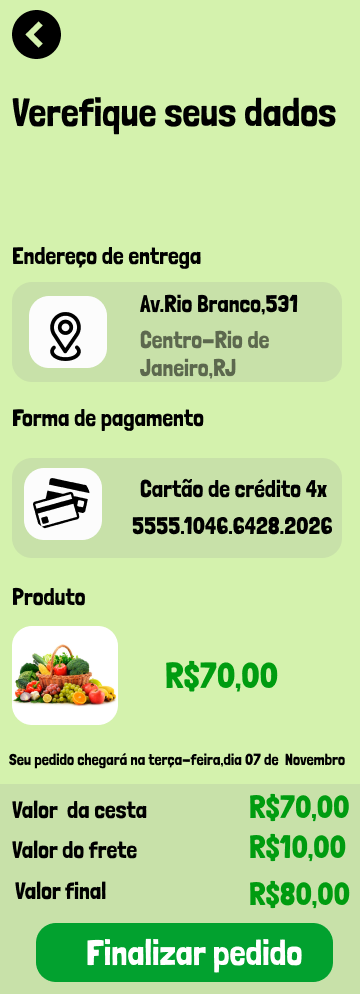 Verefique seus dados
Endereço de entrega
Av.Rio Branco,531
Centro-Rio de
Janeiro,RJ
Forma de pagamento
Cartão de crédito 4x
5555.1046.6428.2026
Produto
R$70,00
Seu pedido chegará na terça-feira,dia 07 de Novembro
Valor da cesta R$70,00
Valor do frete R$10,00
Valor final R$80,00
Finalizar pedido